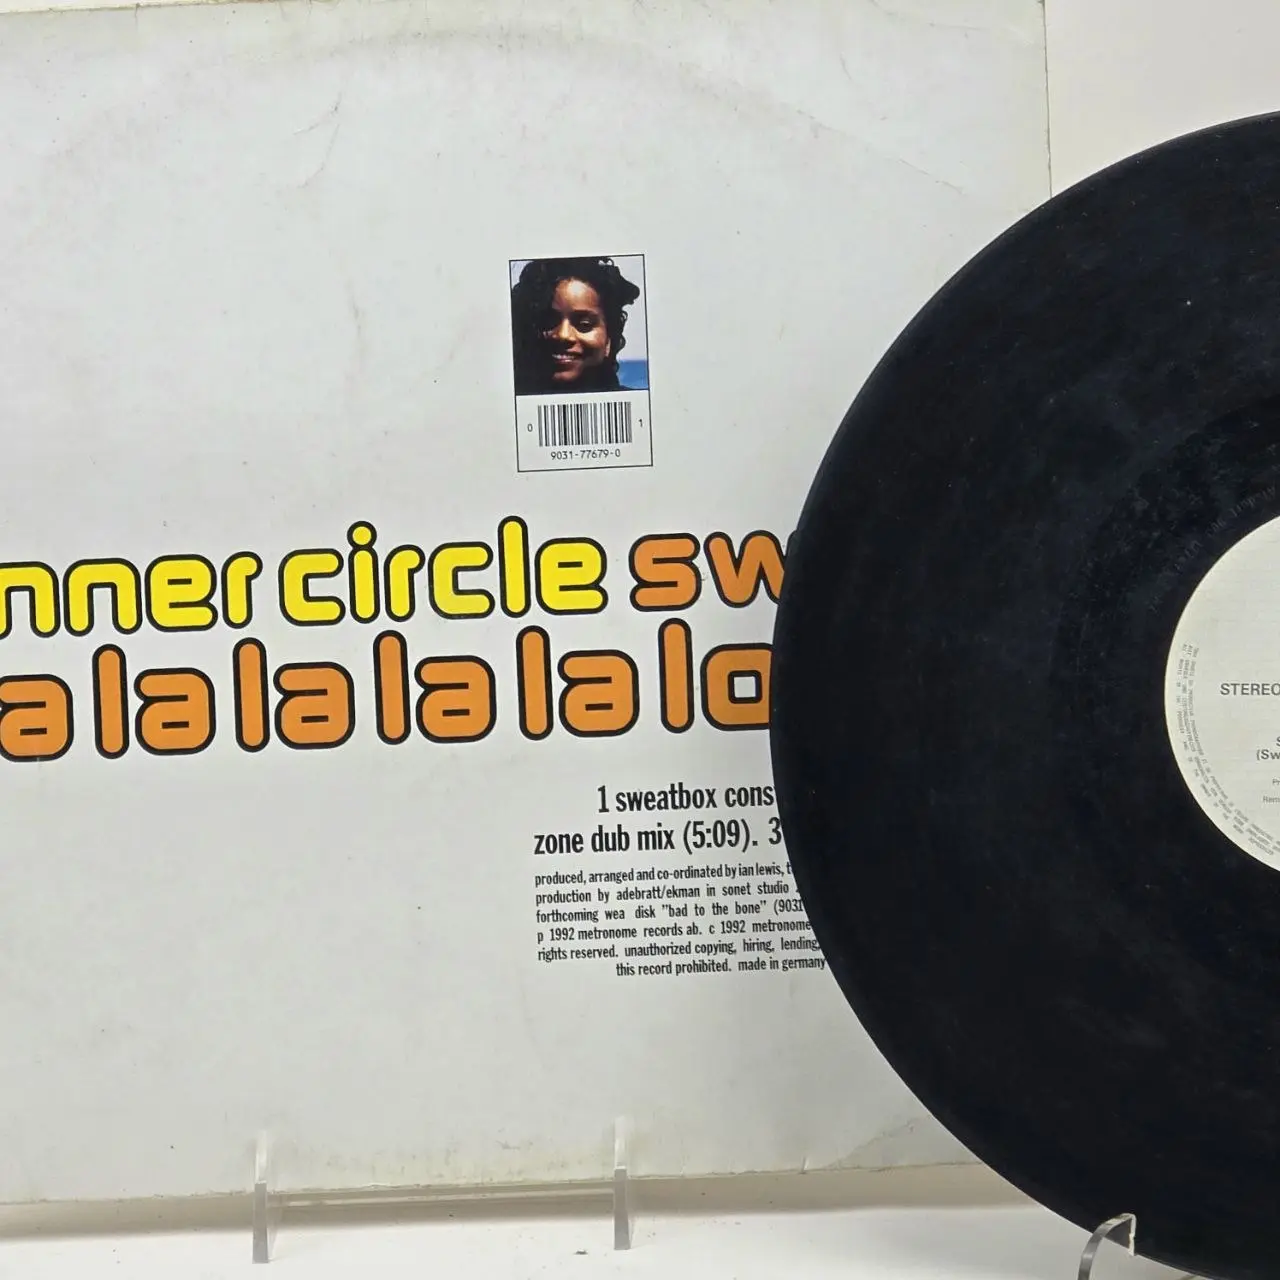 0 1
9031-77679-0
nner circle sw
a la la la la lo
1 sweatbox cons
zone dub mix (5:09). 3
produced, arranged and co-ordinated by ian lewis, t
production by adebratt/ekman in sonet studio
forthcoming wea disk "bad to the bone" (9031
p 1992 metronome records ab. c 1992 metronome
rights reserved. unauthorized copying, hiring, lending,
this record prohibited. made in germany
STEREO
(Sw